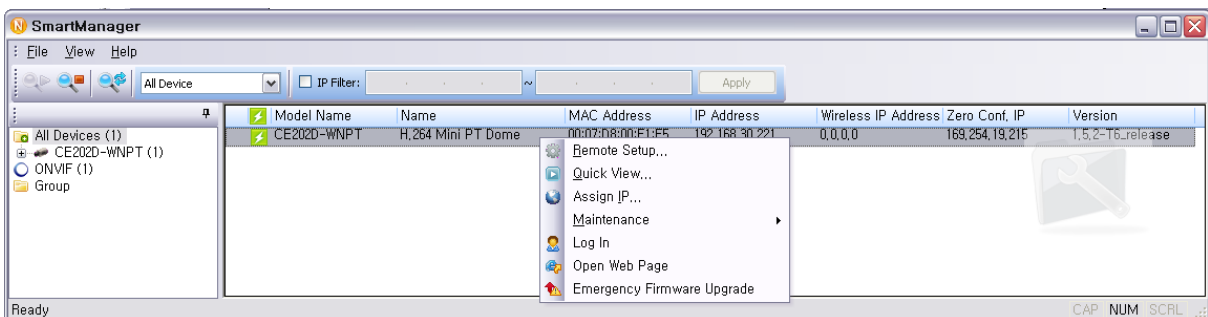 SmartManager
File View Help
All Device IP Filter: . . . ~ . . . Apply
Model Name Name MAC Address IP Address Wireless IP Address Zero Conf, IP Version
CE202D-WNPT H,264 Mini PT Dome 00:07:D8:00:E1:E5 192,168,30,221 0,0,0,0 169,254,19,215 1,5,2-T6_release
All Devices (1)
CE202D-WNPT (1)
ONVIF (1)
Group
Remote Setup...
Quick View...
Assign IP...
Maintenance
Log In
Open Web Page
Emergency Firmware Upgrade
Ready CAP NUM SCRL